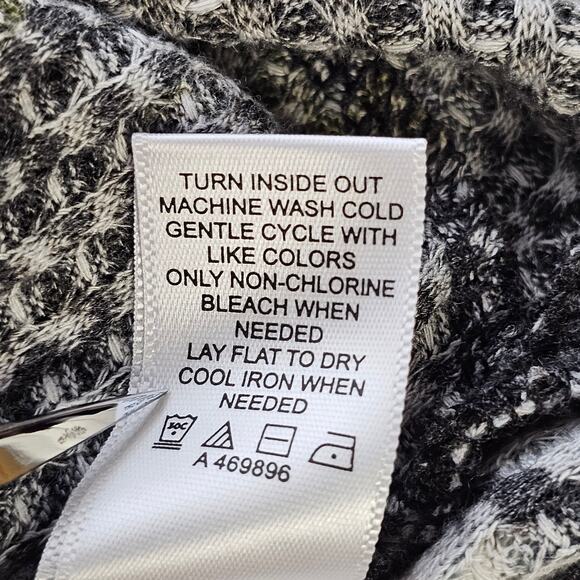 TURN INSIDE OUT
MACHINE WASH COLD
GENTLE CYCLE WITH
LIKE COLORS
ONLY NON-CHLORINE
BLEACH WHEN
NEEDED
LAY FLAT TO DRY
COOL IRON WHEN
NEEDED
30C
A 469896